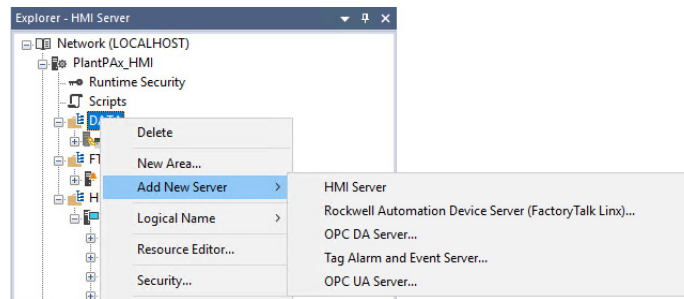 Explorer - HMI Server
Network (LOCALHOST)
PlantPAx_HMI
Runtime Security
Scripts
Delete
New Area...
Add New Server
HMI Server
Rockwell Automation Device Server (FactoryTalk Linx)...
Logical Name
OPC DA Server...
Resource Editor...
Tag Alarm and Event Server...
Security...
OPC UA Server...